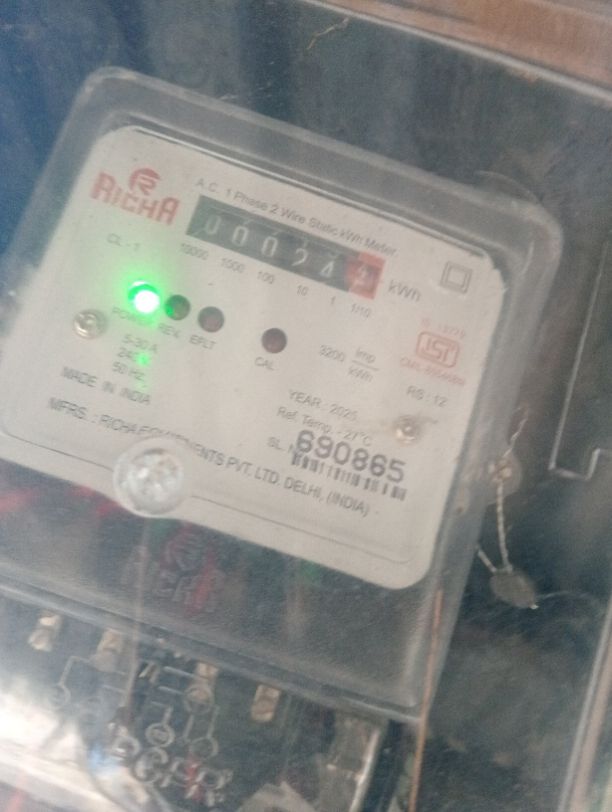 RICHA
A.C. 1 Phase 2 Wire Static kWh Meter
00024
kWh
CL - 1
10000 1000 100 10 1 1/10
POWER REV. EFLT
CAL
3200 Imp/kWh
ISI
RS : 12
5-30 A
240 V
50 Hz
MADE IN INDIA
YEAR : 2025
Ref. Temp. - 27°C
SL. N 690865
MFRS. : RICHA EQUIPMENTS PVT. LTD. DELHI, (INDIA)